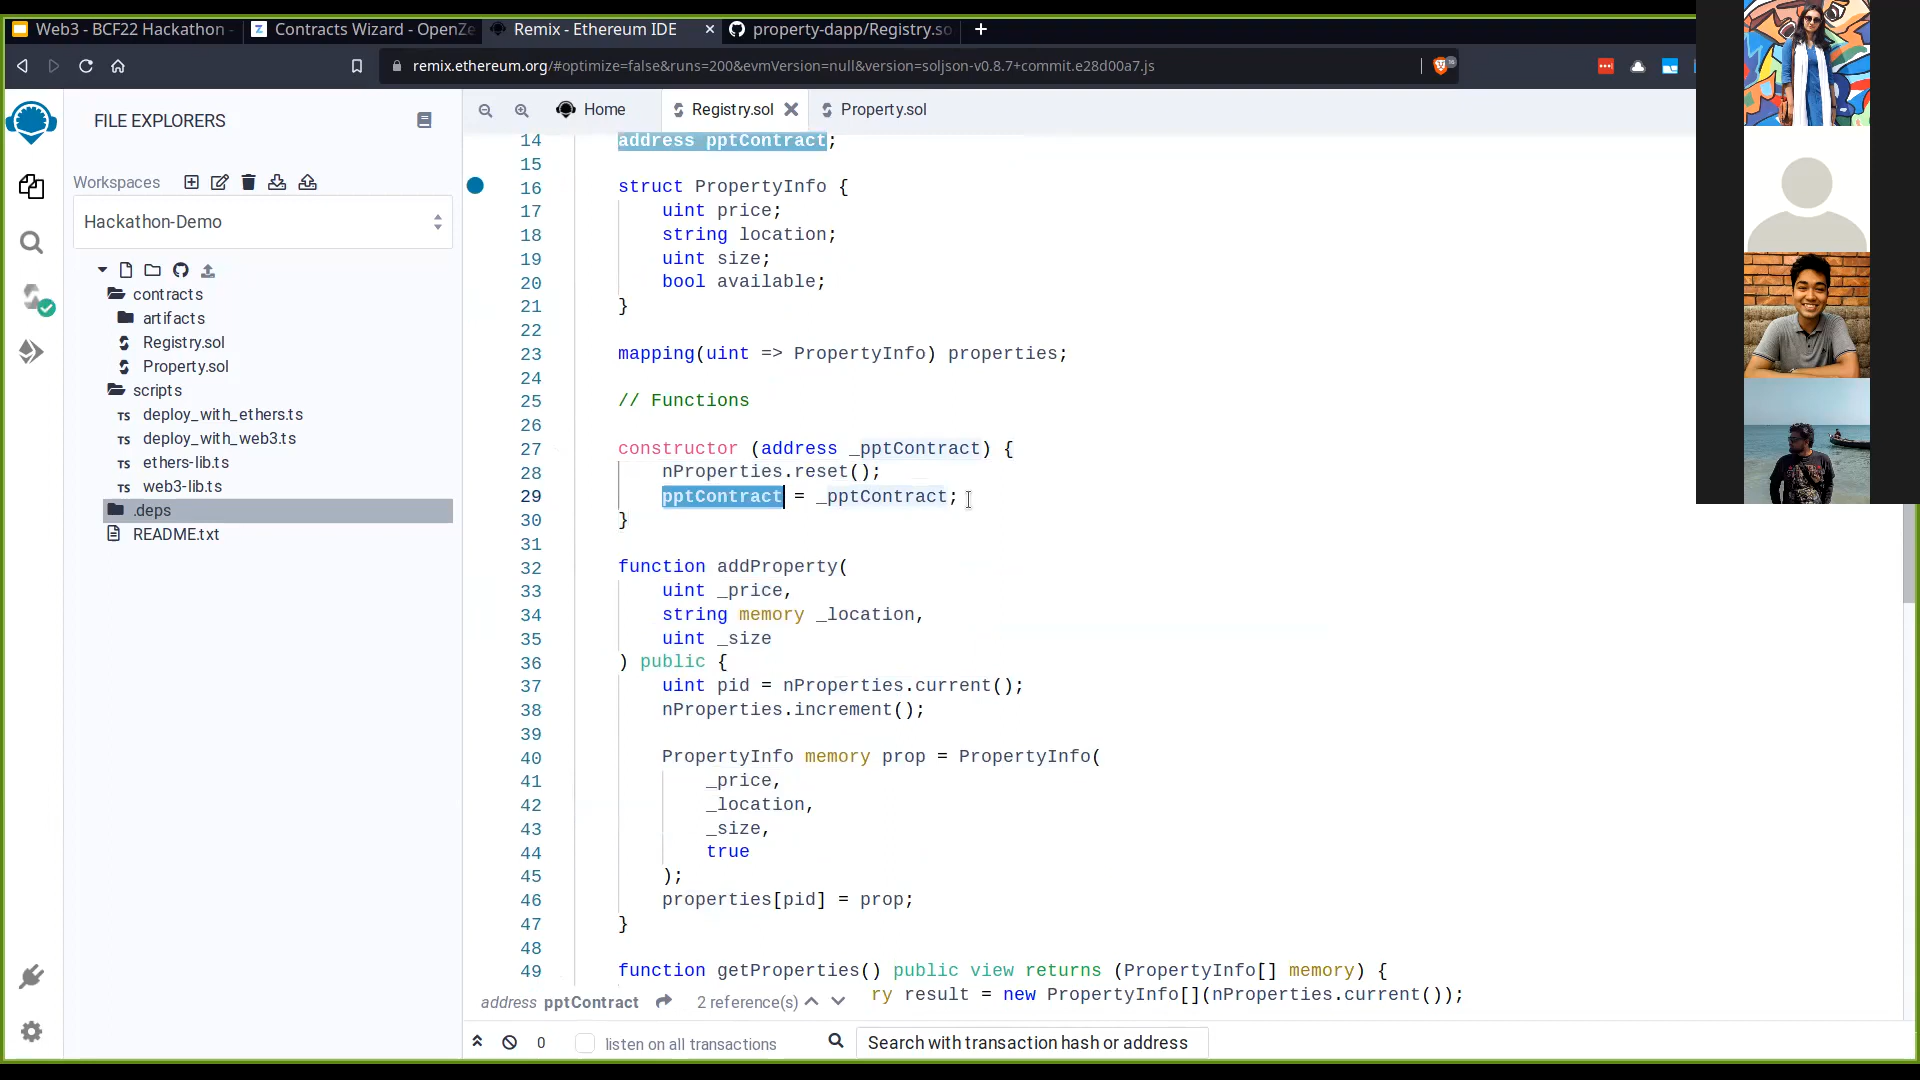 Web3 - BCF22 Hackathon -
Contracts Wizard - OpenZe
Remix - Ethereum IDE
property-dapp/Registry.so
remix.ethereum.org/#optimize=false&runs=200&evmVersion=null&version=soljson-v0.8.7+commit.e28d00a7.js
FILE EXPLORERS
Home
Registry.sol
Property.sol
Workspaces
Hackathon-Demo
contracts
artifacts
Registry.sol
Property.sol
scripts
TS deploy_with_ethers.ts
TS deploy_with_web3.ts
TS ethers-lib.ts
TS web3-lib.ts
.deps
README.txt
14 address pptContract;
15
16 struct PropertyInfo {
17 uint price;
18 string location;
19 uint size;
20 bool available;
21 }
22
23 mapping(uint => PropertyInfo) properties;
24
25 // Functions
26
27 constructor (address _pptContract) {
28 nProperties.reset();
29 pptContract = _pptContract;
30 }
31
32 function addProperty(
33 uint _price,
34 string memory _location,
35 uint _size
36 ) public {
37 uint pid = nProperties.current();
38 nProperties.increment();
39
40 PropertyInfo memory prop = PropertyInfo(
41 _price,
42 _location,
43 _size,
44 true
45 );
46 properties[pid] = prop;
47 }
48
49 function getProperties() public view returns (PropertyInfo[] memory) {
ry result = new PropertyInfo[](nProperties.current());
address pptContract 2 reference(s)
0 listen on all transactions Search with transaction hash or address